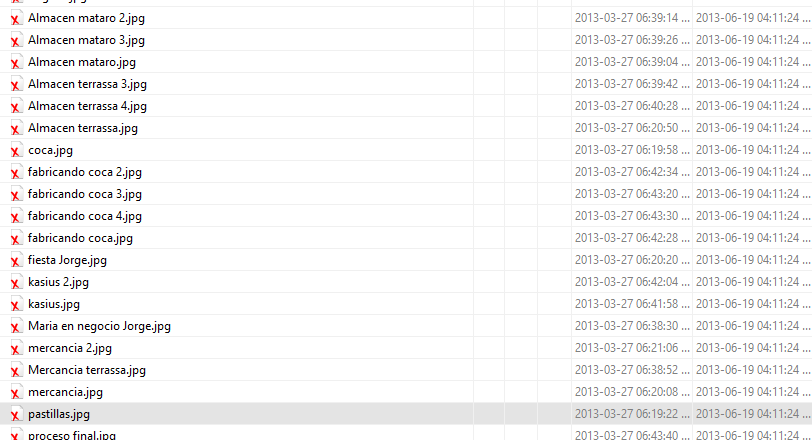 Almacen mataro 2.jpg 2013-03-27 06:39:14 ... 2013-06-19 04:11:24 ...
Almacen mataro 3.jpg 2013-03-27 06:39:26 ... 2013-06-19 04:11:24 ...
Almacen mataro.jpg 2013-03-27 06:39:04 ... 2013-06-19 04:11:24 ...
Almacen terrassa 3.jpg 2013-03-27 06:39:42 ... 2013-06-19 04:11:24 ...
Almacen terrassa 4.jpg 2013-03-27 06:40:28 ... 2013-06-19 04:11:24 ...
Almacen terrassa.jpg 2013-03-27 06:20:50 ... 2013-06-19 04:11:24 ...
coca.jpg 2013-03-27 06:19:58 ... 2013-06-19 04:11:24 ...
fabricando coca 2.jpg 2013-03-27 06:42:34 ... 2013-06-19 04:11:24 ...
fabricando coca 3.jpg 2013-03-27 06:43:20 ... 2013-06-19 04:11:24 ...
fabricando coca 4.jpg 2013-03-27 06:43:30 ... 2013-06-19 04:11:24 ...
fabricando coca.jpg 2013-03-27 06:42:28 ... 2013-06-19 04:11:24 ...
fiesta Jorge.jpg 2013-03-27 06:20:20 ... 2013-06-19 04:11:24 ...
kasius 2.jpg 2013-03-27 06:42:04 ... 2013-06-19 04:11:24 ...
kasius.jpg 2013-03-27 06:41:58 ... 2013-06-19 04:11:24 ...
Maria en negocio Jorge.jpg 2013-03-27 06:38:30 ... 2013-06-19 04:11:24 ...
mercancia 2.jpg 2013-03-27 06:21:06 ... 2013-06-19 04:11:24 ...
Mercancia terrassa.jpg 2013-03-27 06:38:52 ... 2013-06-19 04:11:24 ...
mercancia.jpg 2013-03-27 06:20:08 ... 2013-06-19 04:11:24 ...
pastillas.jpg 2013-03-27 06:19:22 ... 2013-06-19 04:11:24 ...
proceso final.jpg 2013-03-27 06:43:40 ... 2013-06-19 04:11:24 ...